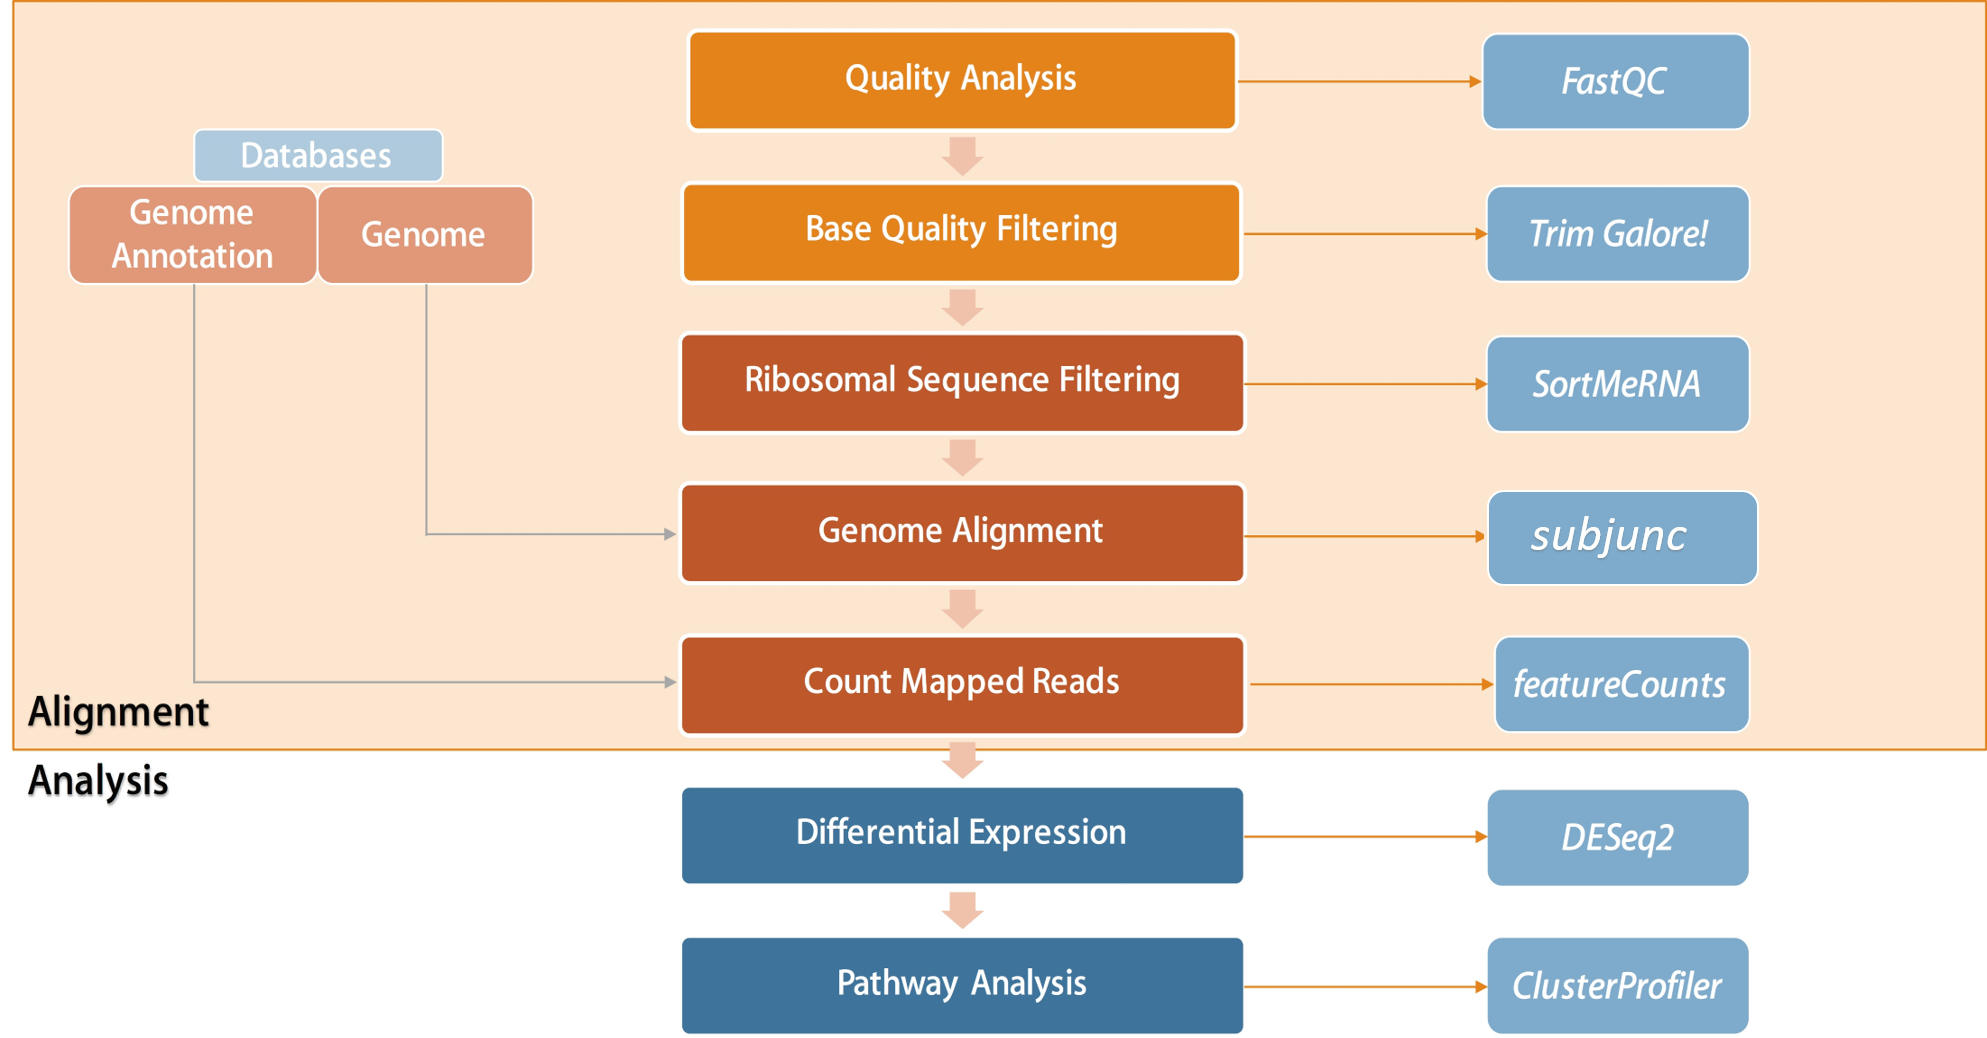 Quality Analysis
FastQC
Databases
Genome
Annotation
Genome
Base Quality Filtering
Trim Galore!
Ribosomal Sequence Filtering
SortMeRNA
Genome Alignment
subjunc
Count Mapped Reads
featureCounts
Alignment
Analysis
Differential Expression
DESeq2
Pathway Analysis
ClusterProfiler